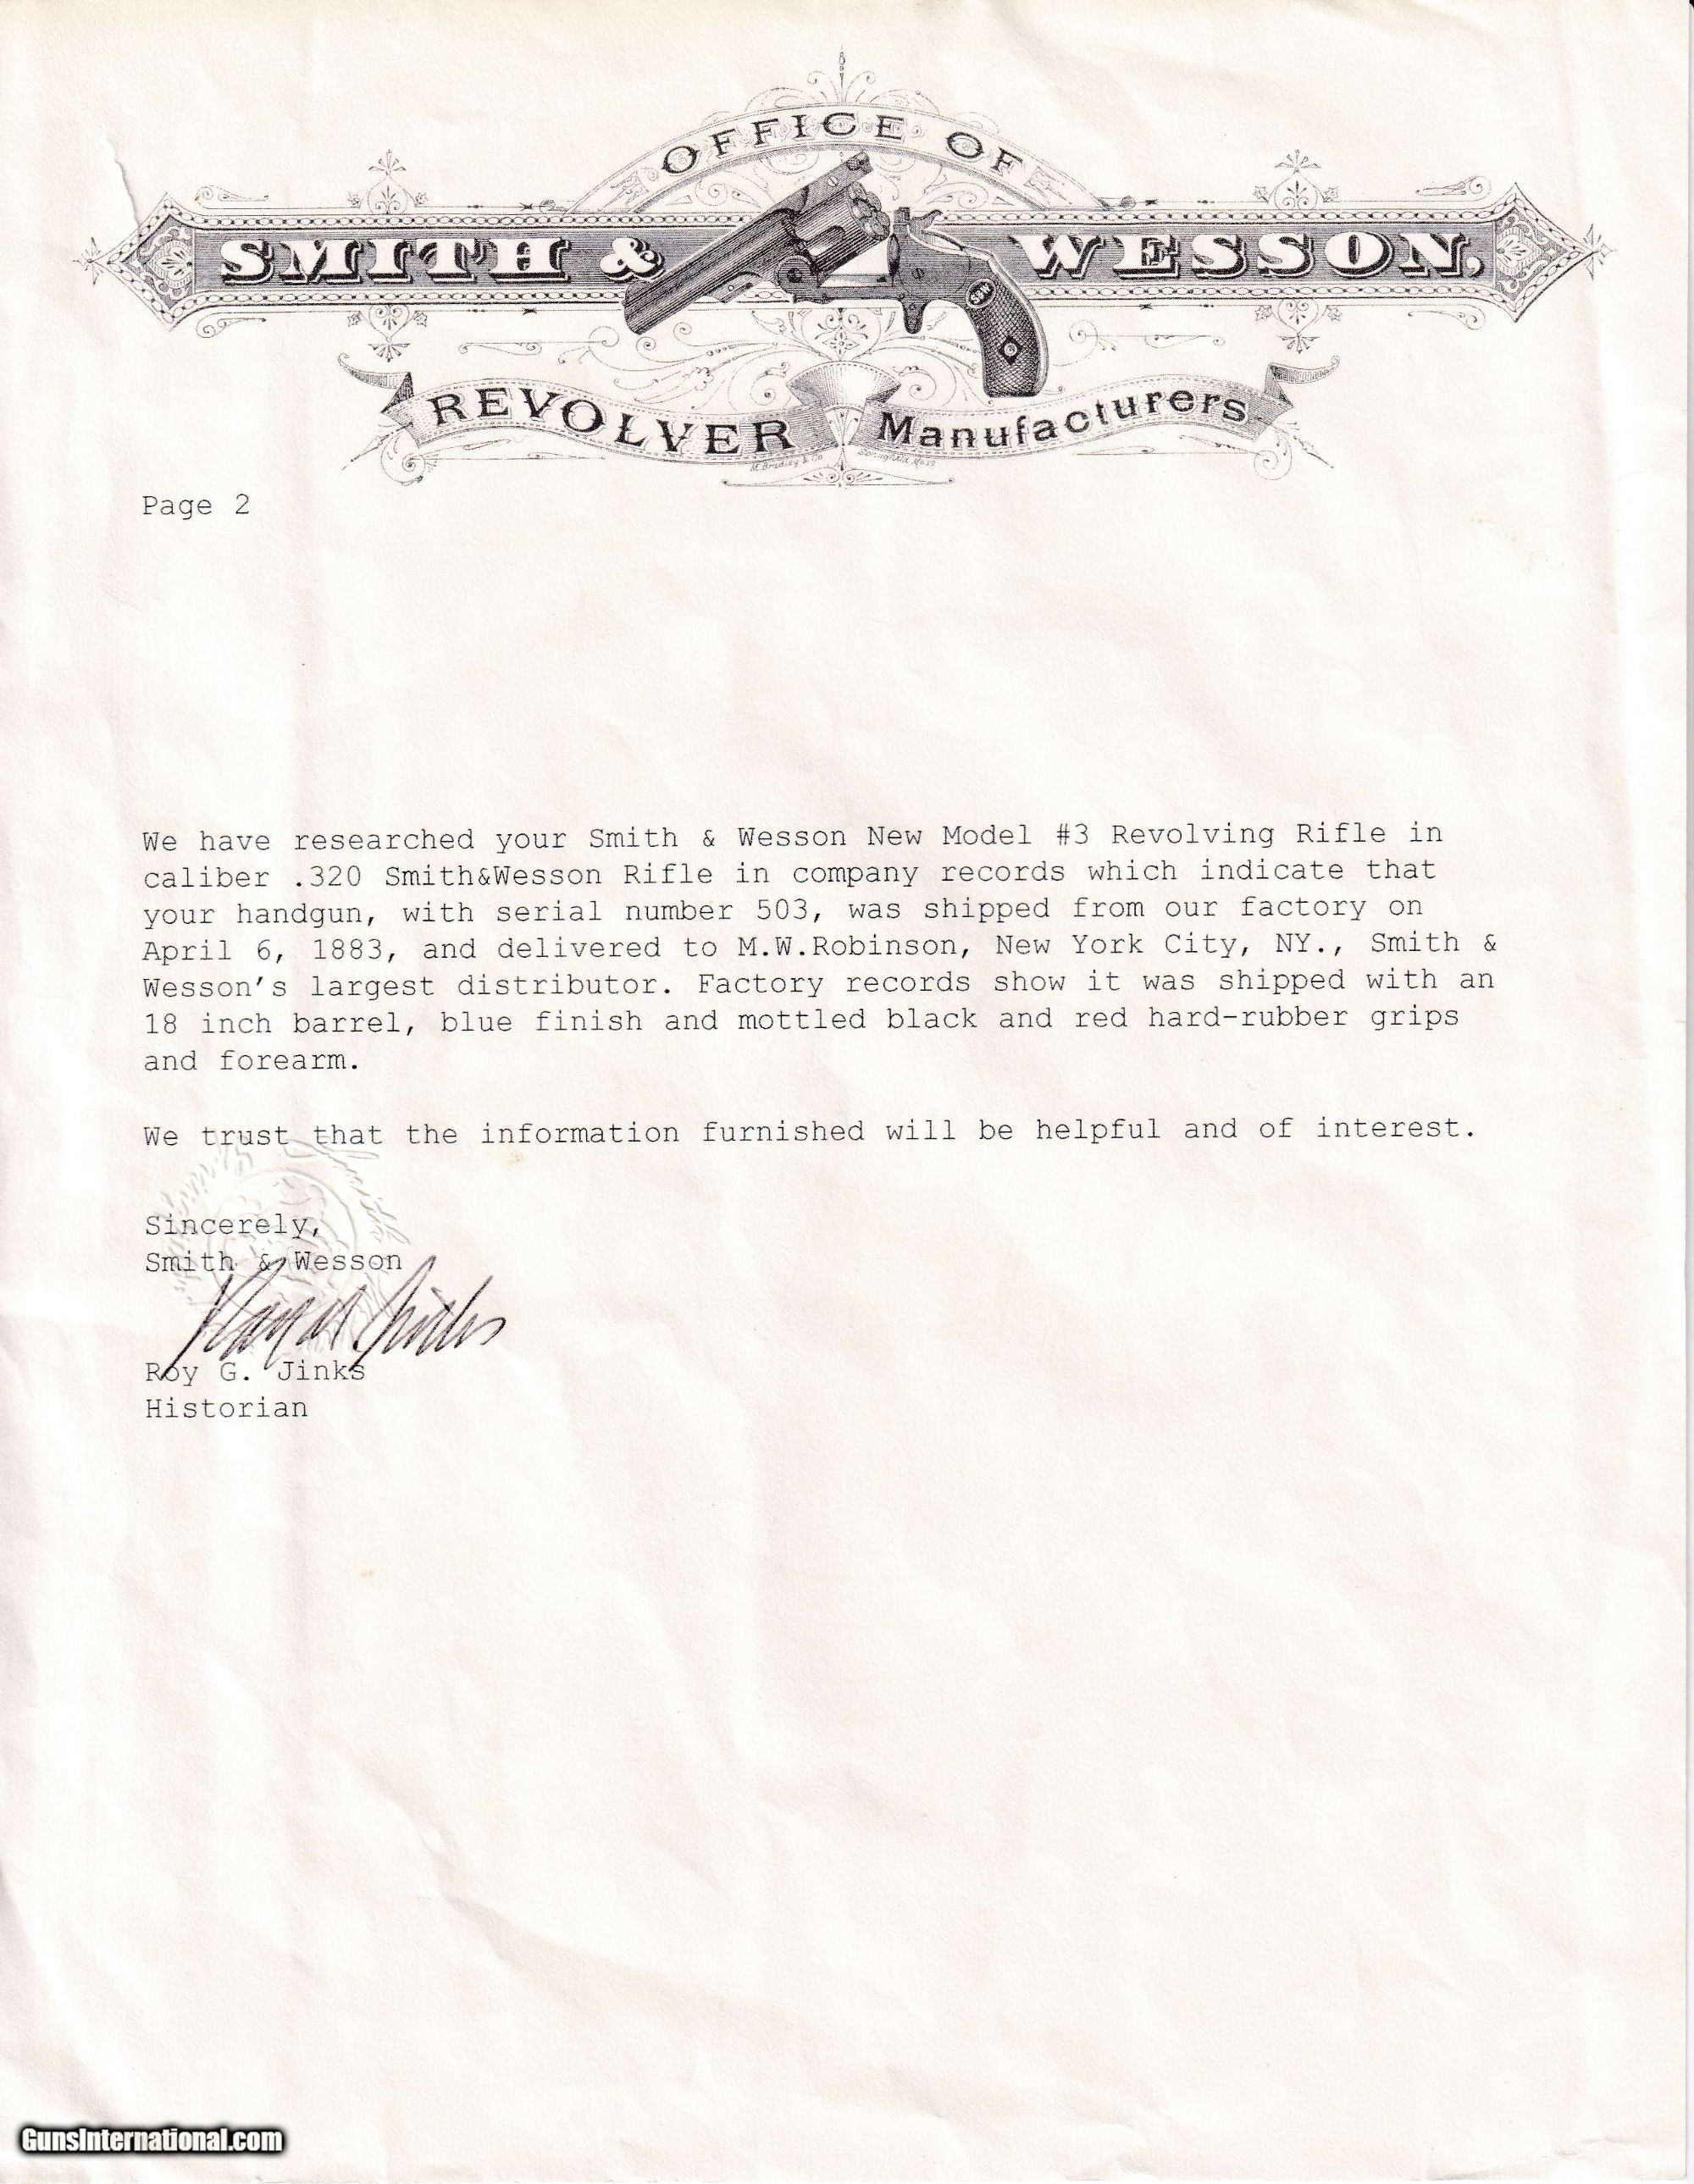 OFFICE OF
SMITH & WESSON,
REVOLVER Manufacturers
M. Bradley & Co Springfield, Mass
Page 2
We have researched your Smith & Wesson New Model #3 Revolving Rifle in
caliber .320 Smith&Wesson Rifle in company records which indicate that
your handgun, with serial number 503, was shipped from our factory on
April 6, 1883, and delivered to M.W.Robinson, New York City, NY., Smith &
Wesson's largest distributor. Factory records show it was shipped with an
18 inch barrel, blue finish and mottled black and red hard-rubber grips
and forearm.
We trust that the information furnished will be helpful and of interest.
Sincerely,
Smith & Wesson
Roy G. Jinks
Historian
GunsInternational.com